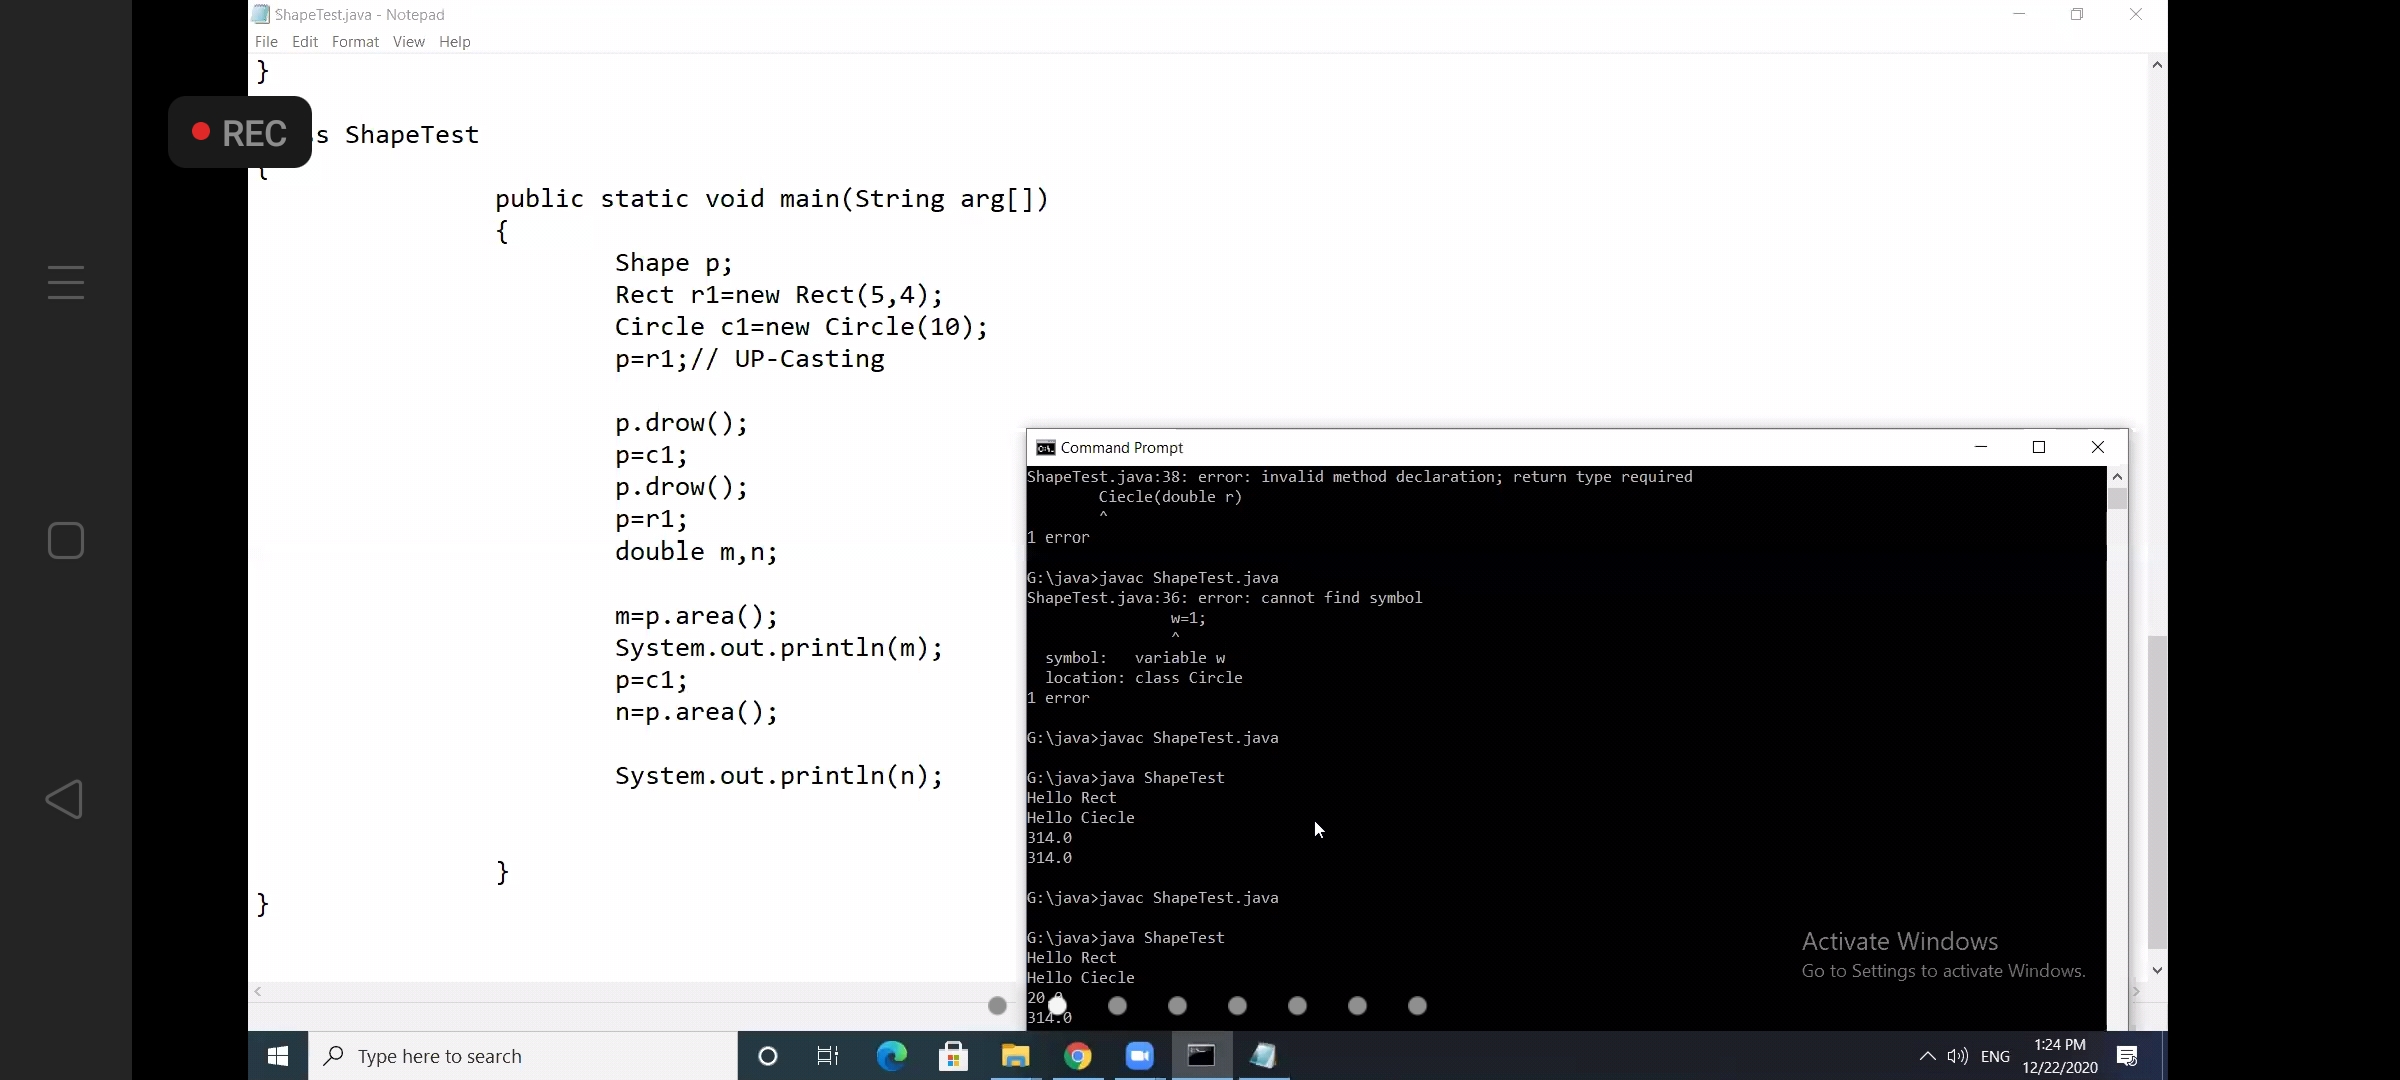 ShapeTest.java - Notepad
File Edit Format View Help
}
REC
s ShapeTest
{
public static void main(String arg[])
{
Shape p;
Rect r1=new Rect(5,4);
Circle c1=new Circle(10);
p=r1;// UP-Casting
p.drow();
p=c1;
p.drow();
p=r1;
double m,n;
m=p.area();
System.out.println(m);
p=c1;
n=p.area();
System.out.println(n);
}
}
Command Prompt
ShapeTest.java:38: error: invalid method declaration; return type required
Ciecle(double r)
^
1 error
G:\java>javac ShapeTest.java
ShapeTest.java:36: error: cannot find symbol
w=1;
^
symbol: variable w
location: class Circle
1 error
G:\java>javac ShapeTest.java
G:\java>java ShapeTest
Hello Rect
Hello Ciecle
314.0
314.0
G:\java>javac ShapeTest.java
G:\java>java ShapeTest
Hello Rect
Hello Ciecle
20.0
314.0
Activate Windows
Go to Settings to activate Windows.
Type here to search
ENG
1:24 PM
12/22/2020